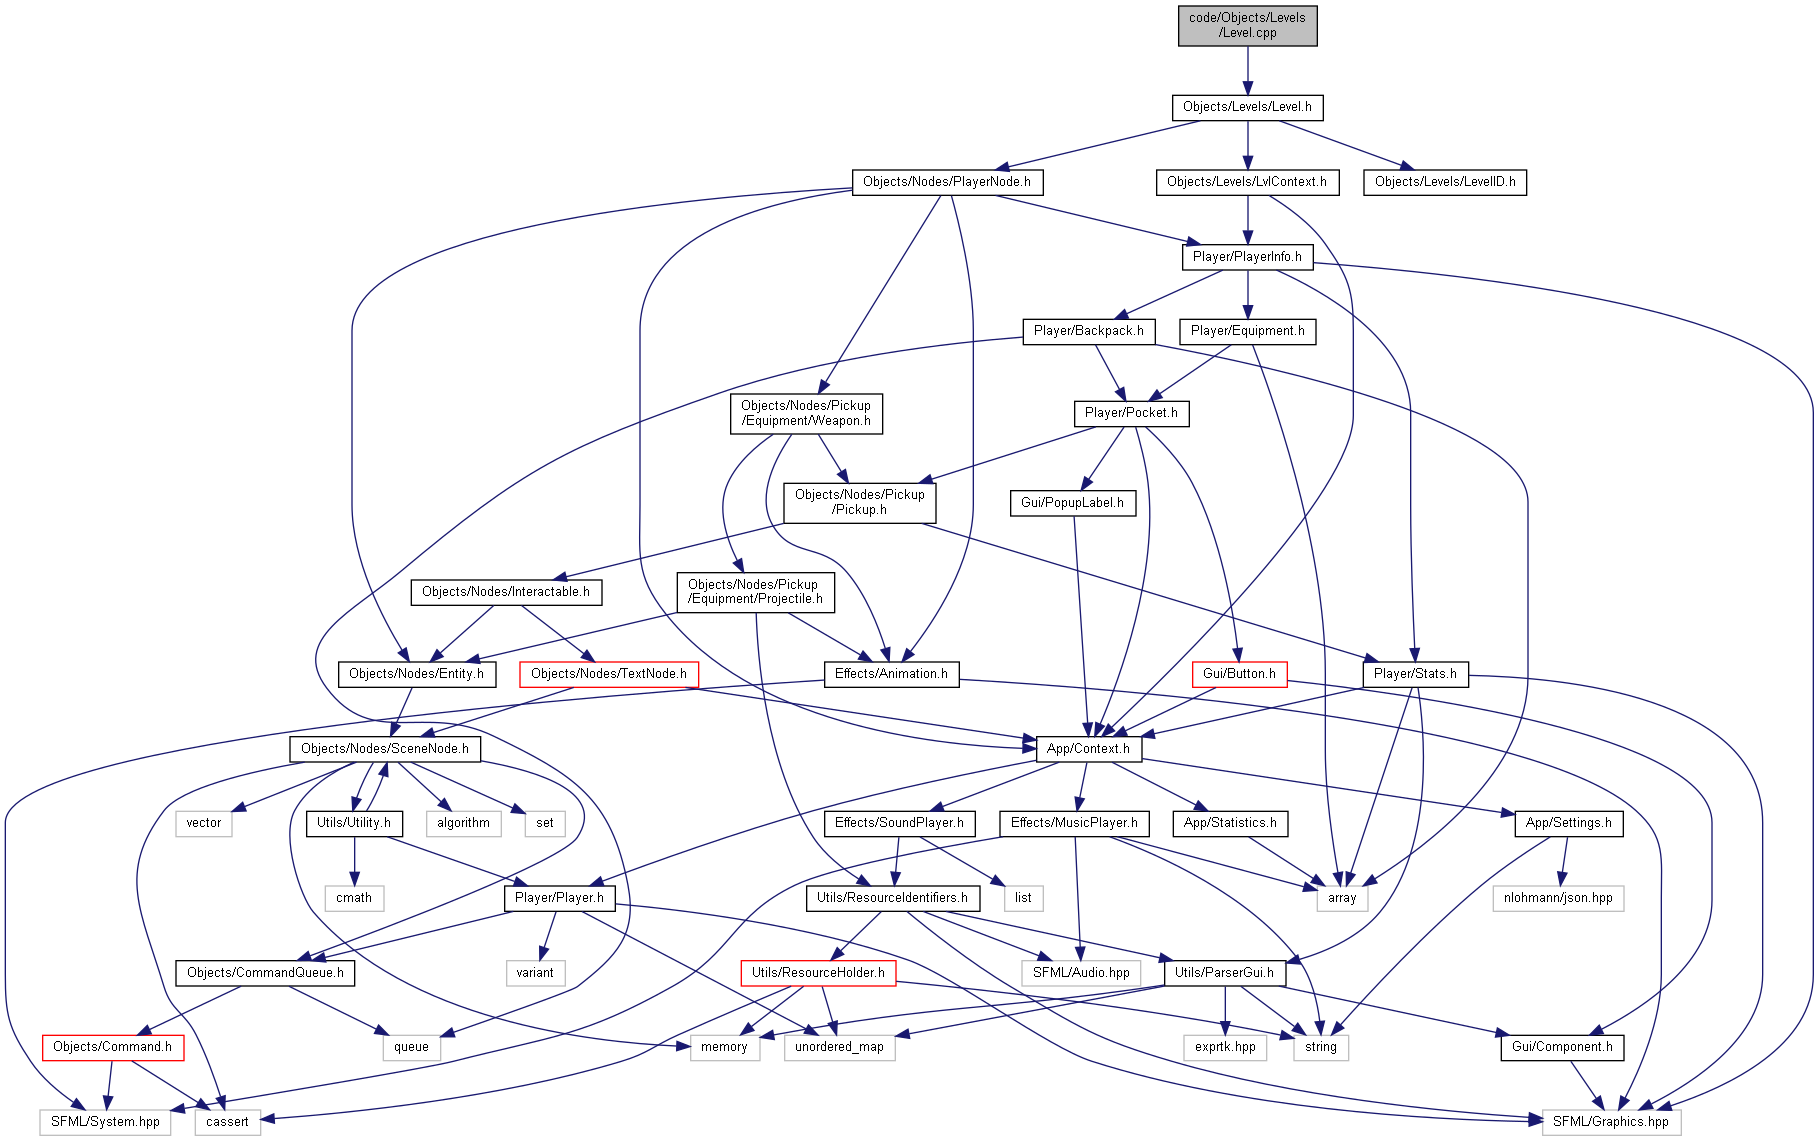 code/Objects/Levels
/Level.cpp
Objects/Levels/Level.h
Objects/Nodes/PlayerNode.h
Objects/Levels/LvlContext.h
Objects/Levels/LevelID.h
Player/PlayerInfo.h
Player/Backpack.h
Player/Equipment.h
Objects/Nodes/Pickup
/Equipment/Weapon.h
Player/Pocket.h
Objects/Nodes/Pickup
/Pickup.h
Gui/PopupLabel.h
Objects/Nodes/Interactable.h
Objects/Nodes/Pickup
/Equipment/Projectile.h
Objects/Nodes/Entity.h
Objects/Nodes/TextNode.h
Effects/Animation.h
Gui/Button.h
Player/Stats.h
Objects/Nodes/SceneNode.h
App/Context.h
vector
Utils/Utility.h
algorithm
set
Effects/SoundPlayer.h
Effects/MusicPlayer.h
App/Statistics.h
App/Settings.h
cmath
Player/Player.h
Utils/ResourceIdentifiers.h
list
array
nlohmann/json.hpp
Objects/CommandQueue.h
variant
Utils/ResourceHolder.h
SFML/Audio.hpp
Utils/ParserGui.h
Objects/Command.h
queue
memory
unordered_map
exprtk.hpp
string
Gui/Component.h
SFML/System.hpp
cassert
SFML/Graphics.hpp